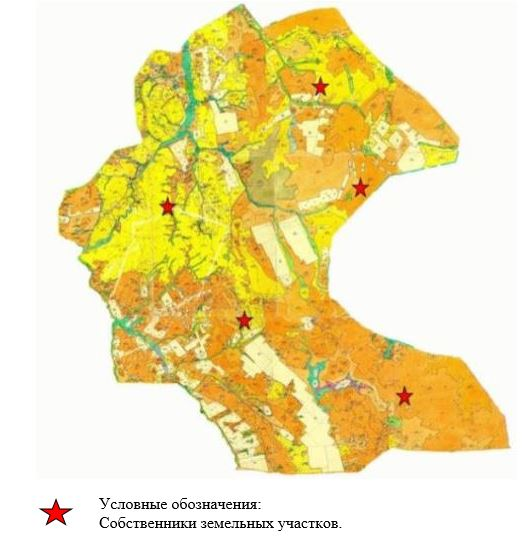 Условные обозначения:
Собственники земельных участков.